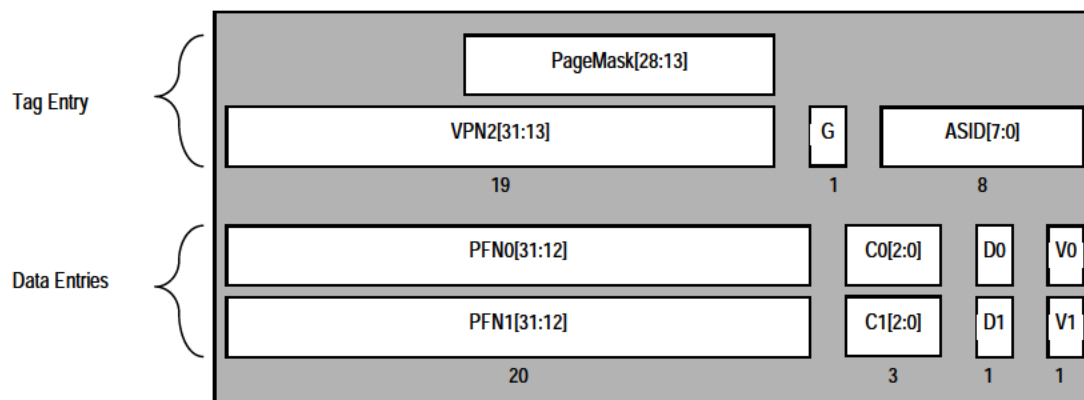 PageMask[28:13]
Tag Entry
VPN2[31:13] G ASID[7:0]
19 1 8
PFN0[31:12] C0[2:0] D0 V0
Data Entries
PFN1[31:12] C1[2:0] D1 V1
20 3 1 1